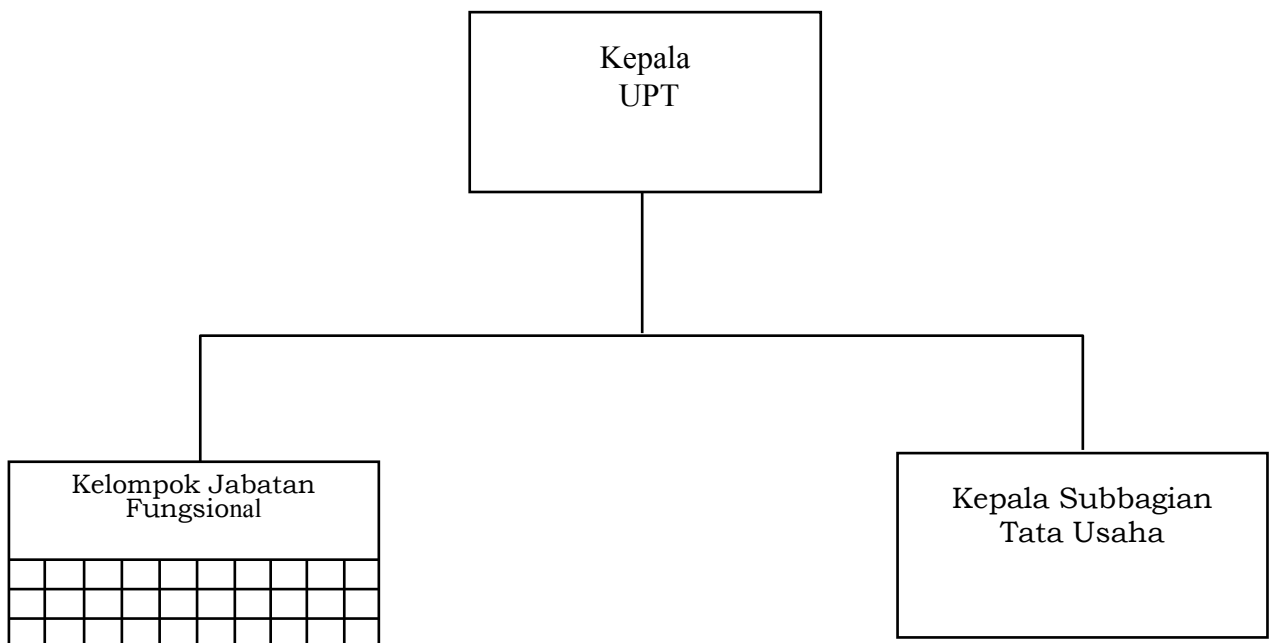 Kepala
UPT
Kelompok Jabatan
Fungsional
Kepala Subbagian
Tata Usaha